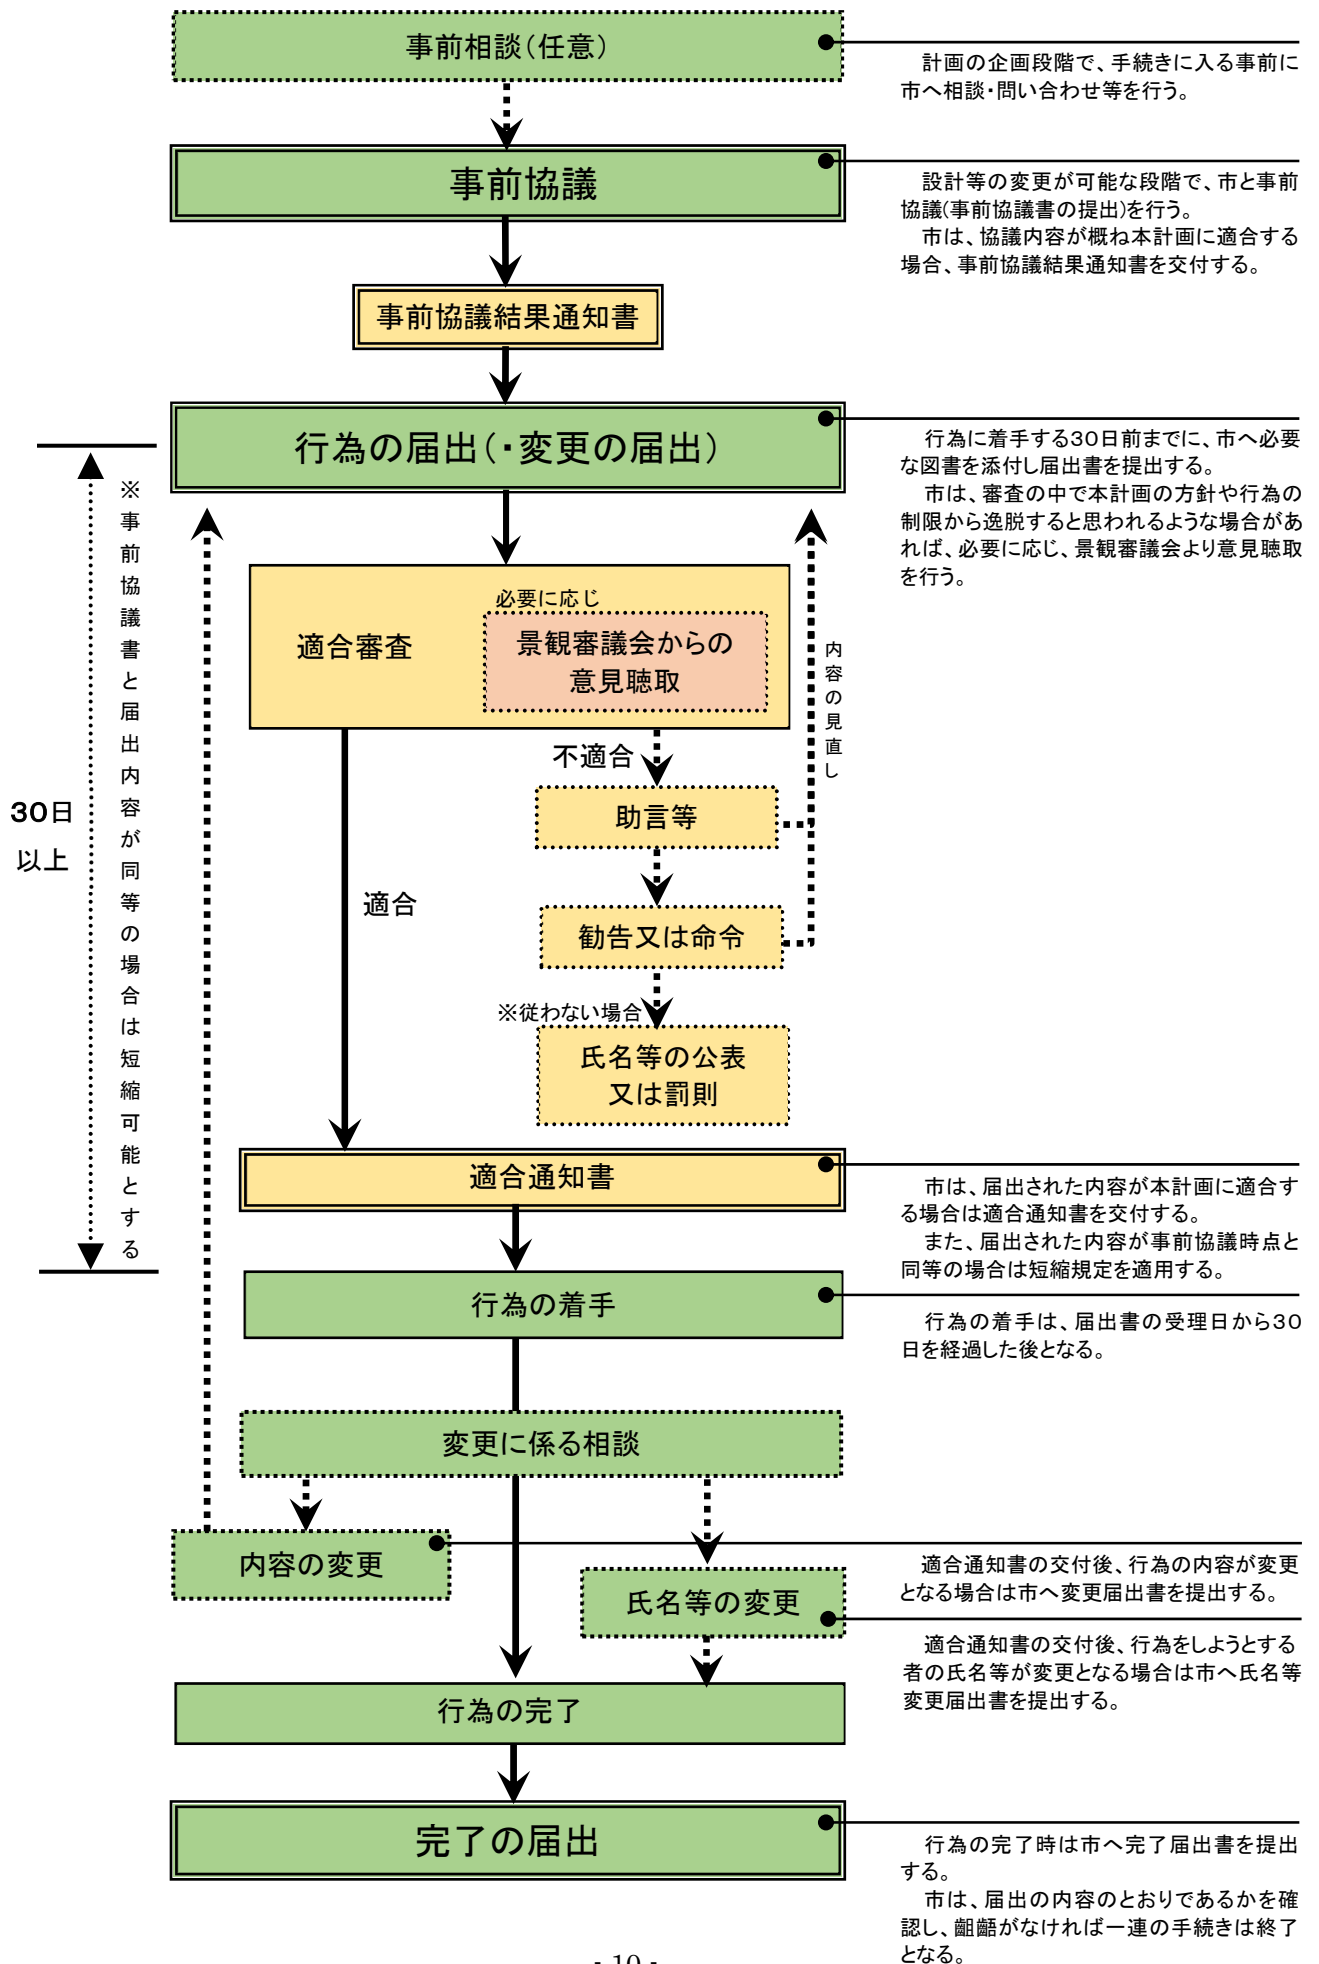 事前相談（任意）
計画の企画段階で、手続きに入る事前に
市へ相談・問い合わせ等を行う。
事前協議
設計等の変更が可能な段階で、市と事前
協議(事前協議書の提出)を行う。
市は、協議内容が概ね本計画に適合する
場合、事前協議結果通知書を交付する。
事前協議結果通知書
行為の届出（・変更の届出）
行為に着手する30日前までに、市へ必要
な図書を添付し届出書を提出する。
市は、審査の中で本計画の方針や行為の
制限から逸脱すると思われるような場合があ
れば、必要に応じ、景観審議会より意見聴取
を行う。
30日
以上
※事前協議書と届出内容が同等の場合は短縮可能とする
適合審査
必要に応じ
景観審議会からの
意見聴取
内容の見直し
不適合
助言等
適合
勧告又は命令
※従わない場合
氏名等の公表
又は罰則
適合通知書
市は、届出された内容が本計画に適合す
る場合は適合通知書を交付する。
また、届出された内容が事前協議時点と
同等の場合は短縮規定を適用する。
行為の着手
行為の着手は、届出書の受理日から30
日を経過した後となる。
変更に係る相談
内容の変更
適合通知書の交付後、行為の内容が変更
となる場合は市へ変更届出書を提出する。
氏名等の変更
適合通知書の交付後、行為をしようとする
者の氏名等が変更となる場合は市へ氏名等
変更届出書を提出する。
行為の完了
完了の届出
行為の完了時は市へ完了届出書を提出
する。
市は、届出の内容のとおりであるかを確
認し、齟齬がなければ一連の手続きは終了
となる。
- 10 -